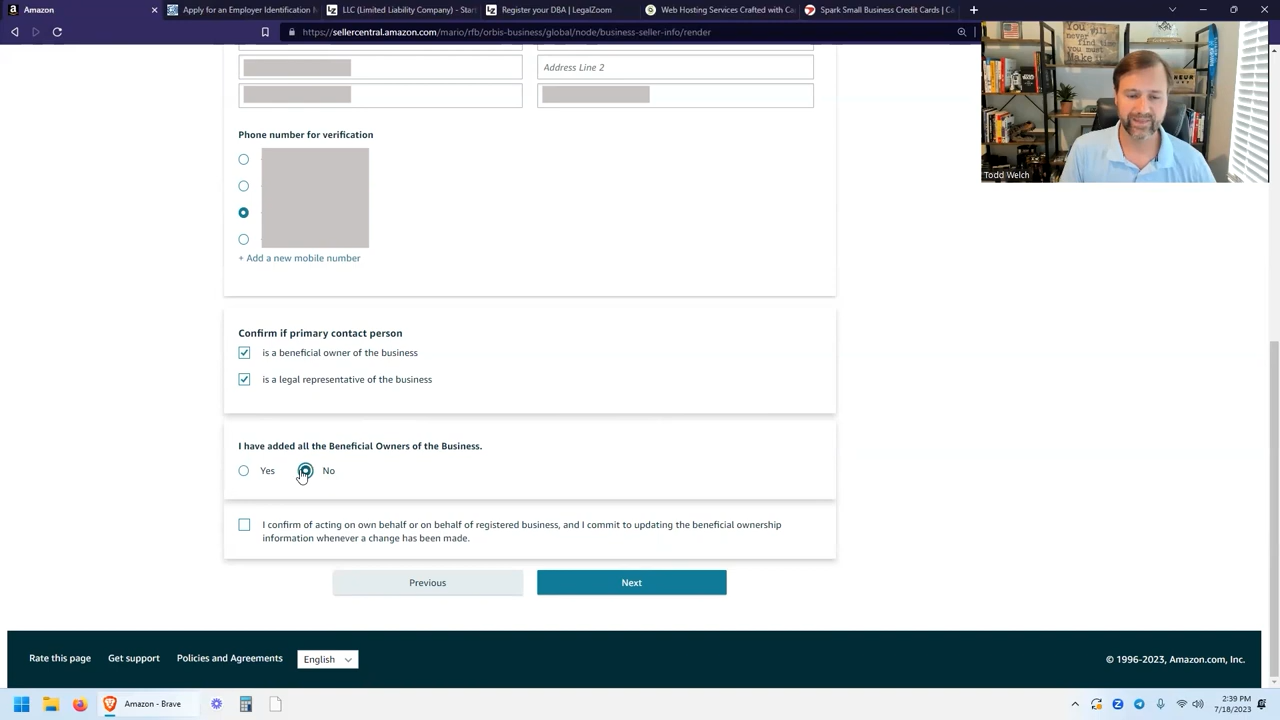 Amazon
Apply for an Employer Identification N
LLC (Limited Liability Company) - Star
Register your DBA | LegalZoom
Web Hosting Services Crafted with Ca
Spark Small Business Credit Cards | Ca
https://sellercentral.amazon.com/mario/rfb/orbis-business/global/node/business-seller-info/render
Address Line 2
Phone number for verification
+ Add a new mobile number
Confirm if primary contact person
is a beneficial owner of the business
is a legal representative of the business
I have added all the Beneficial Owners of the Business.
Yes
No
I confirm of acting on own behalf or on behalf of registered business, and I commit to updating the beneficial ownership
information whenever a change has been made.
Previous
Next
Rate this page
Get support
Policies and Agreements
English
© 1996-2023, Amazon.com, Inc.
Todd Welch
Amazon - Brave
2:39 PM
7/18/2023